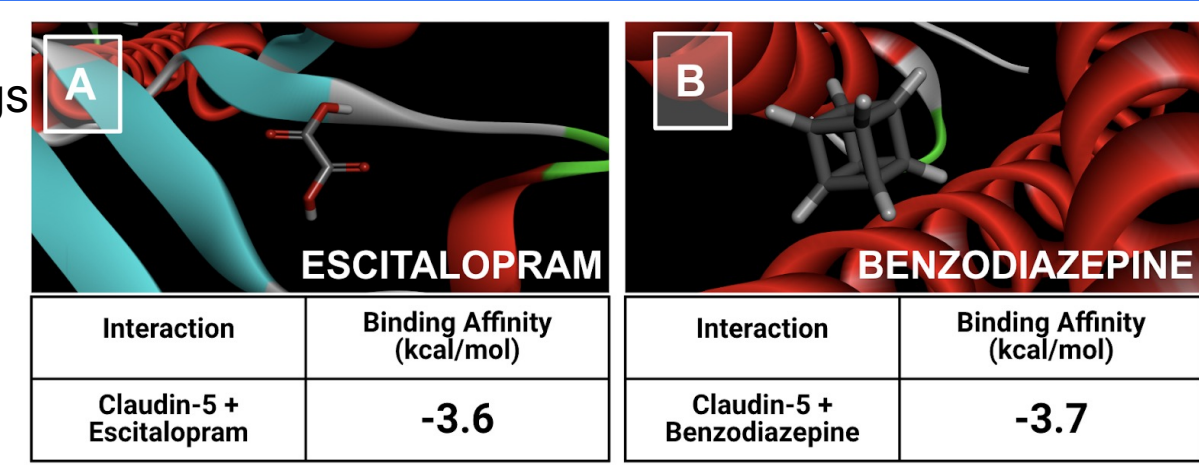 gs
A
ESCITALOPRAM
B
BENZODIAZEPINE
Interaction
Binding Affinity
(kcal/mol)
Claudin-5 +
Escitalopram
-3.6
Interaction
Binding Affinity
(kcal/mol)
Claudin-5 +
Benzodiazepine
-3.7